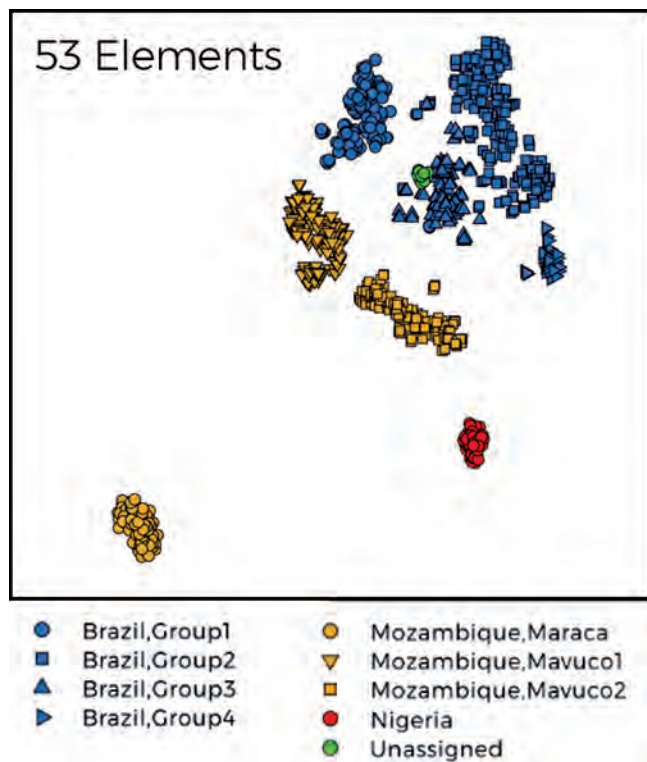 53 Elements
Brazil,Group1
Brazil,Group2
Brazil,Group3
Brazil,Group4
Mozambique,Maraca
Mozambique,Mavuco1
Mozambique,Mavuco2
Nigeria
Unassigned